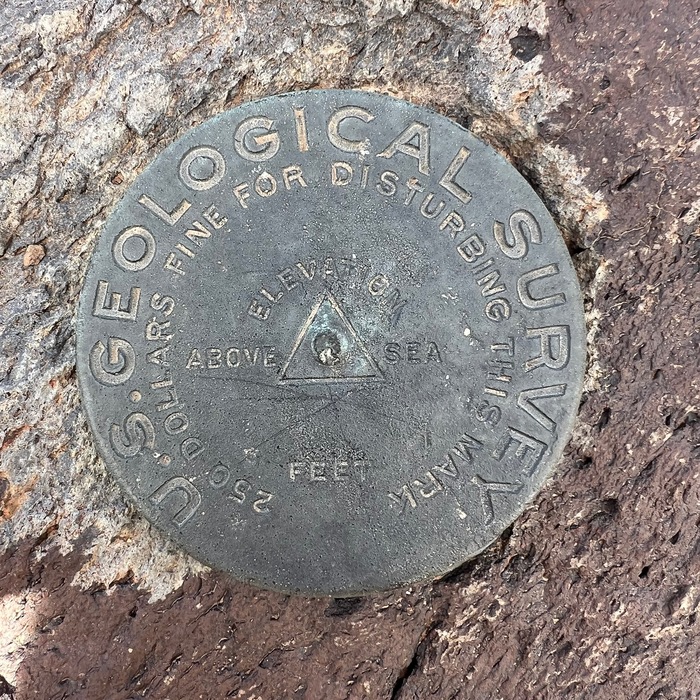 U.S. GEOLOGICAL SURVEY
250 DOLLARS FINE FOR DISTURBING THIS MARK
ELEVATION
ABOVE SEA
FEET